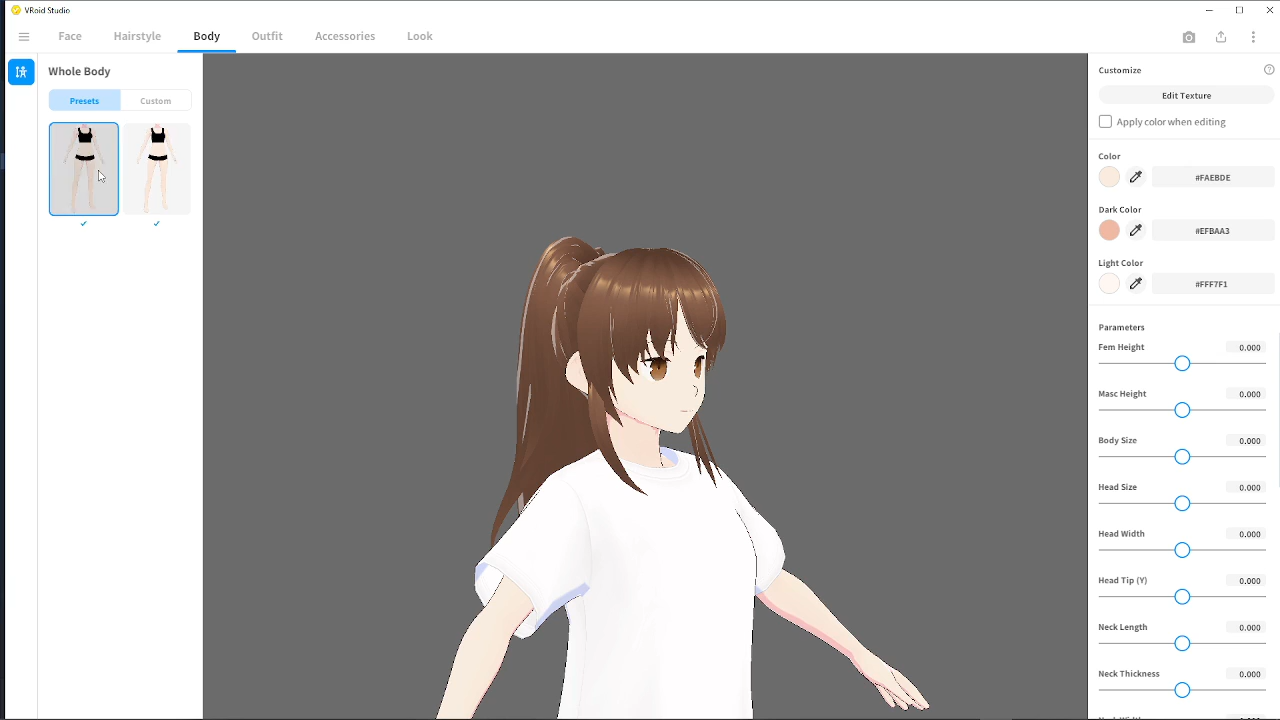 VRoid Studio
Face Hairstyle Body Outfit Accessories Look
Whole Body
Presets Custom
Customize
Edit Texture
Apply color when editing
Color
#FAEBDE
Dark Color
#EFBAA3
Light Color
#FFF7F1
Parameters
Fem Height 0.000
Masc Height 0.000
Body Size 0.000
Head Size 0.000
Head Width 0.000
Head Tip (Y) 0.000
Neck Length 0.000
Neck Thickness 0.000